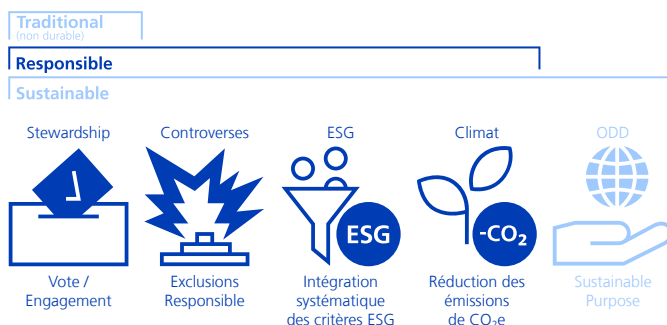 Traditional
(non durable)
Responsible
Sustainable
Stewardship
Controverses
ESG
Climat
ODD
ESG
-CO₂
Vote /
Engagement
Exclusions
Responsible
Intégration
systématique
des critères ESG
Réduction des
émissions
de CO₂e
Sustainable
Purpose